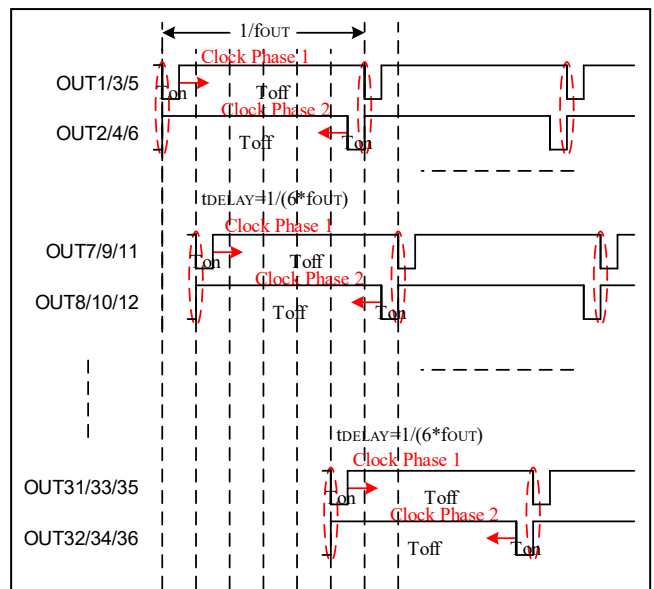 1/fOUT
Clock Phase 1
OUT1/3/5
Ton
Toff
Clock Phase 2
OUT2/4/6
Toff
Ton
tDELAY=1/(6*fOUT)
Clock Phase 1
OUT7/9/11
Ton
Toff
Clock Phase 2
OUT8/10/12
Toff
Ton
tDELAY=1/(6*fOUT)
Clock Phase 1
OUT31/33/35
Ton
Toff
Clock Phase 2
OUT32/34/36
Toff
Ton